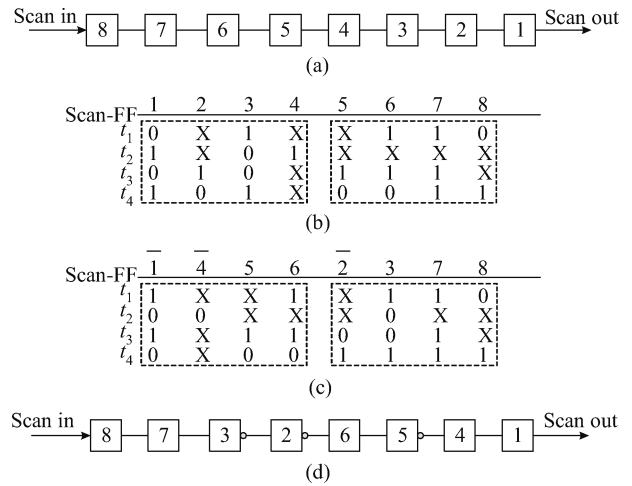 Scan in Scan out
8 7 6 5 4 3 2 1
(a)
Scan-FF 1 2 3 4 5 6 7 8
t₁ 0 X 1 X X 1 1 0
t₂ 1 X 0 1 X X X X
t₃ 0 1 0 X 1 1 1 X
t₄ 1 0 1 X 0 0 1 1
(b)
Scan-FF 1̅ 4̅ 5 6 2̅ 3 7 8
t₁ 1 X X 1 X 1 1 0
t₂ 0 0 X X X 0 X X
t₃ 1 X 1 1 0 0 1 X
t₄ 0 X 0 0 1 1 1 1
(c)
Scan in Scan out
8 7 3 2 6 5 4 1
(d)